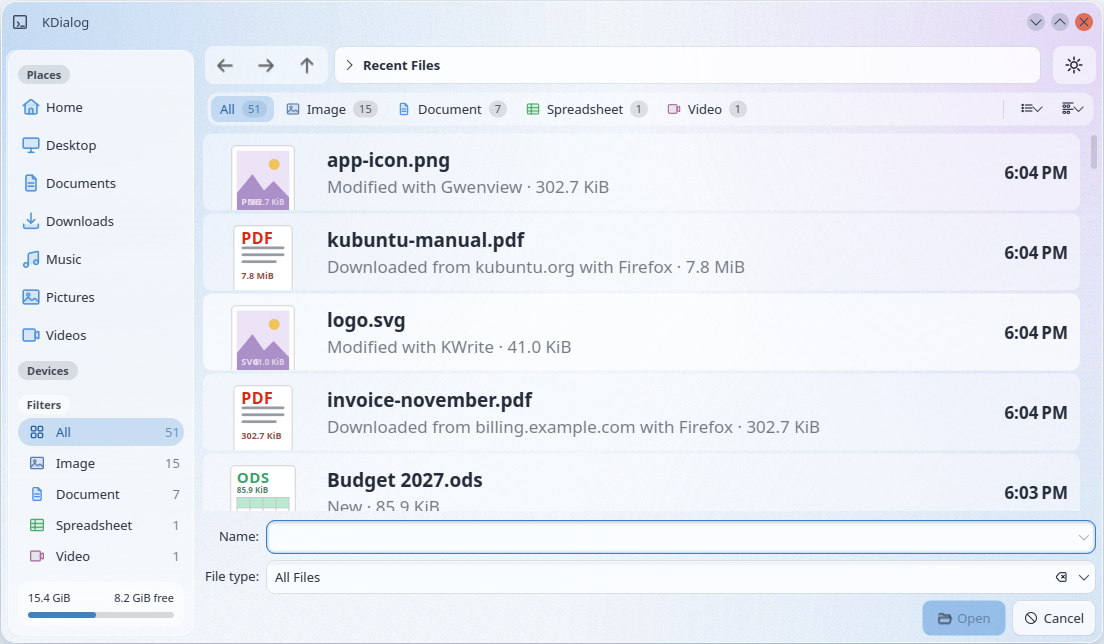 KDialog
Places
Home
Desktop
Documents
Downloads
Music
Pictures
Videos
Devices
Filters
All 51
Image 15
Document 7
Spreadsheet 1
Video 1
15.4 GiB 8.2 GiB free
Recent Files
All 51 Image 15 Document 7 Spreadsheet 1 Video 1
app-icon.png
Modified with Gwenview · 302.7 KiB
6:04 PM
PDF
7.8 MiB
kubuntu-manual.pdf
Downloaded from kubuntu.org with Firefox · 7.8 MiB
6:04 PM
logo.svg
Modified with KWrite · 41.0 KiB
6:04 PM
PDF
302.7 KiB
invoice-november.pdf
Downloaded from billing.example.com with Firefox · 302.7 KiB
6:04 PM
ODS
85.9 KiB
Budget 2027.ods
New · 85.9 KiB
6:03 PM
Name:
File type: All Files
Open Cancel